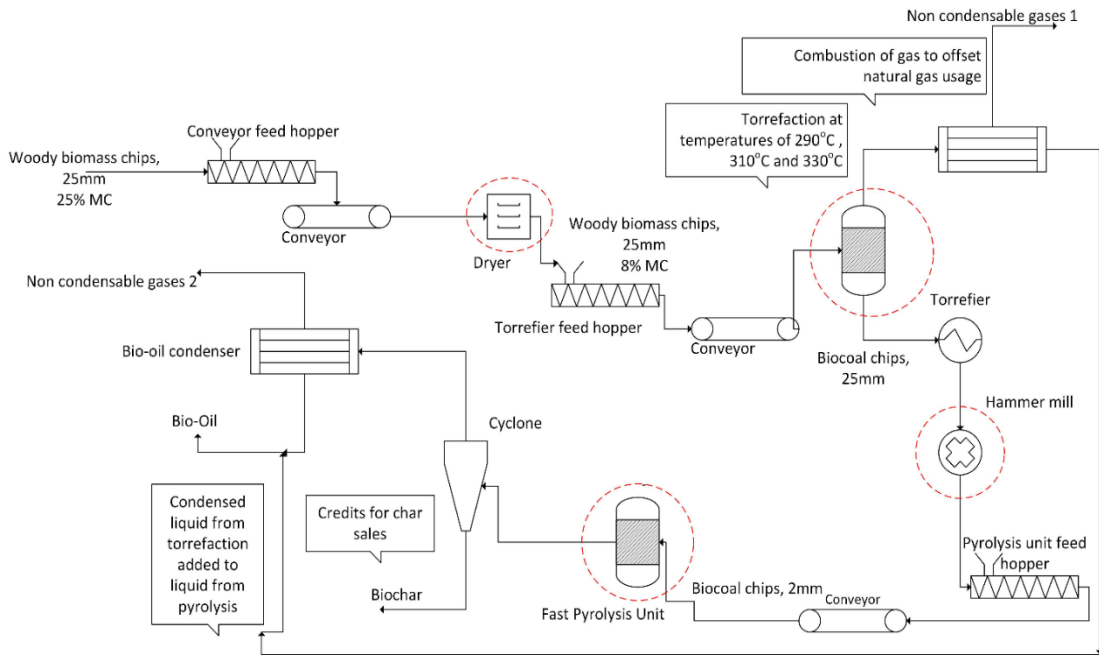 Non condensable gases 1
Combustion of gas to offset
natural gas usage
Conveyor feed hopper
Torrefaction at
temperatures of 290°C ,
310°C and 330°C
Woody biomass chips,
25mm
25% MC
Conveyor
Dryer
Woody biomass chips,
25mm
8% MC
Torrefier feed hopper
Conveyor
Torrefier
Biocoal chips,
25mm
Non condensable gases 2
Bio-oil condenser
Bio-Oil
Cyclone
Hammer mill
Condensed
liquid from
torrefaction
added to
liquid from
pyrolysis
Credits for char
sales
Biochar
Fast Pyrolysis Unit
Biocoal chips, 2mm
Conveyor
Pyrolysis unit feed
hopper